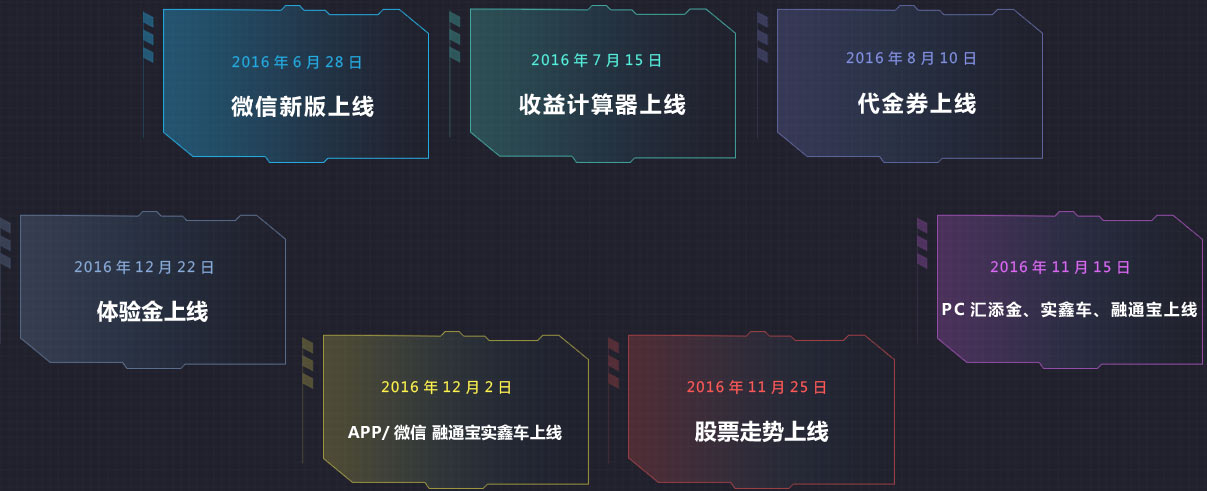 2016 年 6 月 28 日
微信新版上线
2016 年 7 月 15 日
收益计算器上线
2016 年 8 月 10 日
代金券上线
2016 年 12 月 22 日
体验金上线
2016 年 11 月 15 日
PC 汇添金、实鑫车、融通宝上线
2016 年 12 月 2 日
APP/ 微信 融通宝实鑫车上线
2016 年 11 月 25 日
股票走势上线